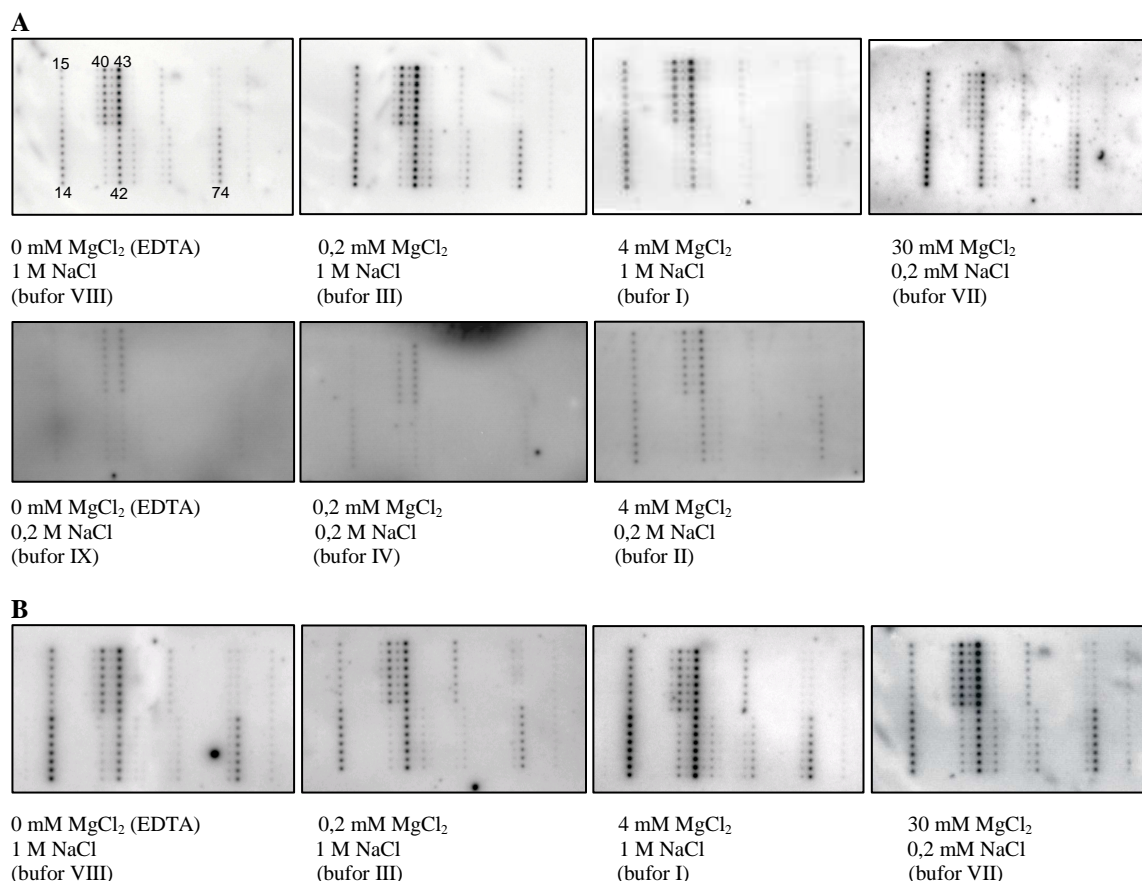 A
15 40 43
14 42 74
0 mM MgCl₂ (EDTA)
1 M NaCl
(bufor VIII)
0,2 mM MgCl₂
1 M NaCl
(bufor III)
4 mM MgCl₂
1 M NaCl
(bufor I)
30 mM MgCl₂
0,2 mM NaCl
(bufor VII)
0 mM MgCl₂ (EDTA)
0,2 M NaCl
(bufor IX)
0,2 mM MgCl₂
0,2 M NaCl
(bufor IV)
4 mM MgCl₂
0,2 M NaCl
(bufor II)
B
0 mM MgCl₂ (EDTA)
1 M NaCl
(bufor VIII)
0,2 mM MgCl₂
1 M NaCl
(bufor III)
4 mM MgCl₂
1 M NaCl
(bufor I)
30 mM MgCl₂
0,2 mM NaCl
(bufor VII)